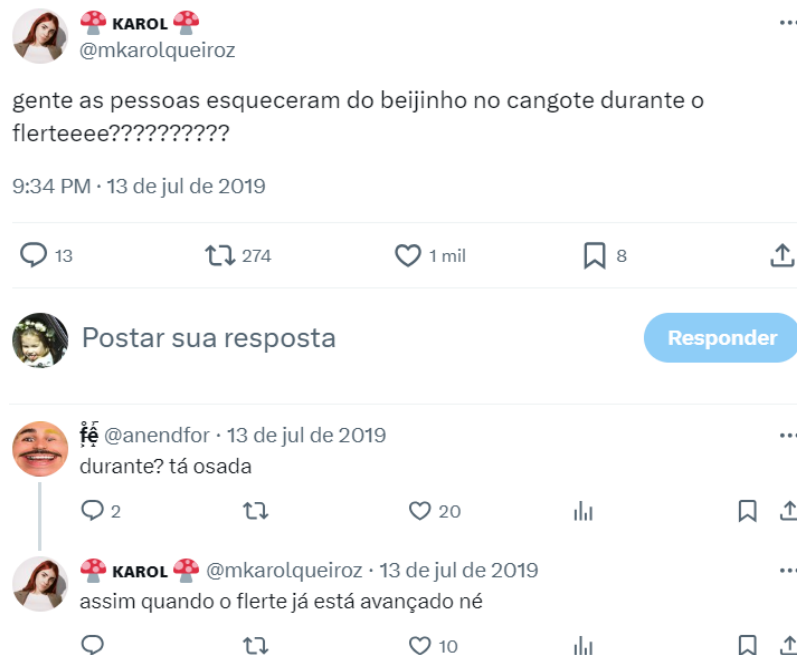 🍄 KAROL 🍄
@mkarolqueiroz
gente as pessoas esqueceram do beijinho no cangote durante o
flerteeee??????????
9:34 PM · 13 de jul de 2019
13 274 1 mil 8
Postar sua resposta
Responder
fê @anendfor · 13 de jul de 2019
durante? tá osada
2 20
🍄 KAROL 🍄 @mkarolqueiroz · 13 de jul de 2019
assim quando o flerte já está avançado né
10